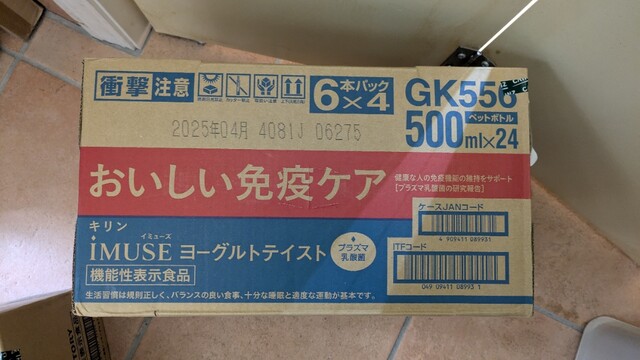 衝撃注意
6本パック×4
GK556
ペットボトル
500ml×24
2025年04月 4081J 06275
おいしい免疫ケア
健康な人の免疫機能の維持をサポート
[プラズマ乳酸菌の研究報告]
キリン
イミューズ
iMUSE ヨーグルトテイスト
プラズマ
乳酸菌
機能性表示食品
生活習慣は規則正しく、バランスの良い食事、十分な睡眠と適度な運動が基本です。
ケースJANコード
4 909411 089931
ITFコード
049 09411 08993 1